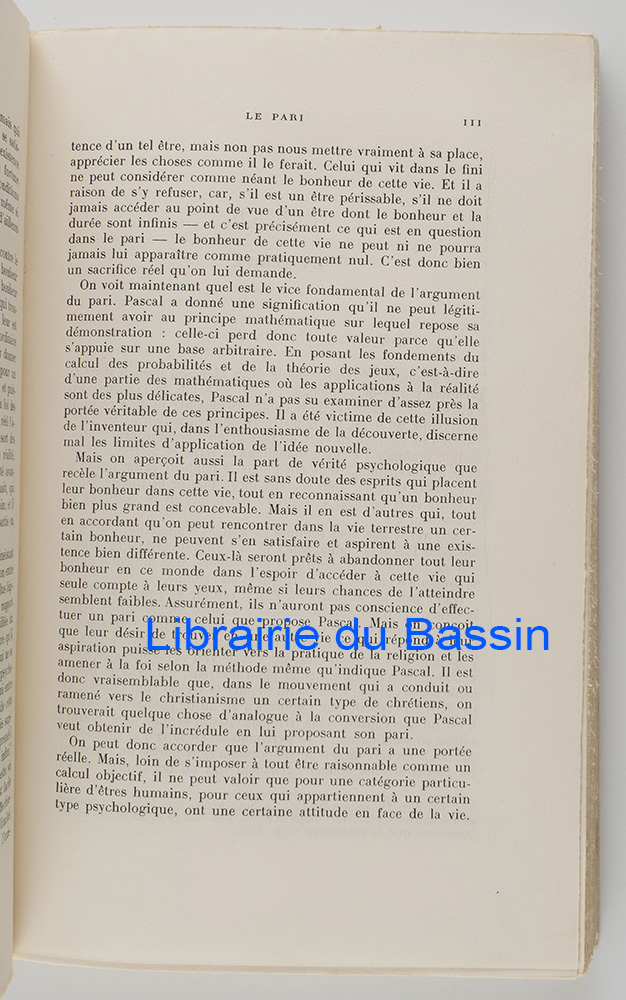 LE PARI
III
tence d'un tel être, mais non pas nous mettre vraiment à sa place,
apprécier les choses comme il le ferait. Celui qui vit dans le fini
ne peut considérer comme néant le bonheur de cette vie. Et il a
raison de s'y refuser, car, s'il est un être périssable, s'il ne doit
jamais accéder au point de vue d'un être dont le bonheur et la
durée sont infinis — et c'est précisément ce qui est en question
dans le pari — le bonheur de cette vie ne peut ni ne pourra
jamais lui apparaître comme pratiquement nul. C'est donc bien
un sacrifice réel qu'on lui demande.
On voit maintenant quel est le vice fondamental de l'argument
du pari. Pascal a donné une signification qu'il ne peut légiti-
mement avoir au principe mathématique sur lequel repose sa
démonstration : celle-ci perd donc toute valeur parce qu'elle
s'appuie sur une base arbitraire. En posant les fondements du
calcul des probabilités et de la théorie des jeux, c'est-à-dire
d'une partie des mathématiques où les applications à la réalité
sont des plus délicates, Pascal n'a pas su examiner d'assez près la
portée véritable de ces principes. Il a été victime de cette illusion
de l'inventeur qui, dans l'enthousiasme de la découverte, discerne
mal les limites d'application de l'idée nouvelle.
Mais on aperçoit aussi la part de vérité psychologique que
recèle l'argument du pari. Il est sans doute des esprits qui placent
leur bonheur dans cette vie, tout en reconnaissant qu'un bonheur
bien plus grand est concevable. Mais il en est d'autres qui, tout
en accordant qu'on peut rencontrer dans la vie terrestre un cer-
tain bonheur, ne peuvent s'en satisfaire et aspirent à une exis-
tence bien différente. Ceux-là seront prêts à abandonner tout leur
bonheur en ce monde dans l'espoir d'accéder à cette vie qui
seule compte à leurs yeux, même si leurs chances de l'atteindre
semblent faibles. Assurément, ils n'auront pas conscience d'effec-
tuer un pari comme celui que propose Pascal. Mais on conçoit
que leur désir de trouver en une autre vie ce qui répond à leur
aspiration puisse les orienter vers la pratique de la religion et les
amener à la foi selon la méthode même qu'indique Pascal. Il est
donc vraisemblable que, dans le mouvement qui a conduit ou
ramené vers le christianisme un certain type de chrétiens, on
trouverait quelque chose d'analogue à la conversion que Pascal
veut obtenir de l'incrédule en lui proposant son pari.
On peut donc accorder que l'argument du pari a une portée
réelle. Mais, loin de s'imposer à tout être raisonnable comme un
calcul objectif, il ne peut valoir que pour une catégorie particu-
lière d'êtres humains, pour ceux qui appartiennent à un certain
type psychologique, ont une certaine attitude en face de la vie.
Librairie du Bassin